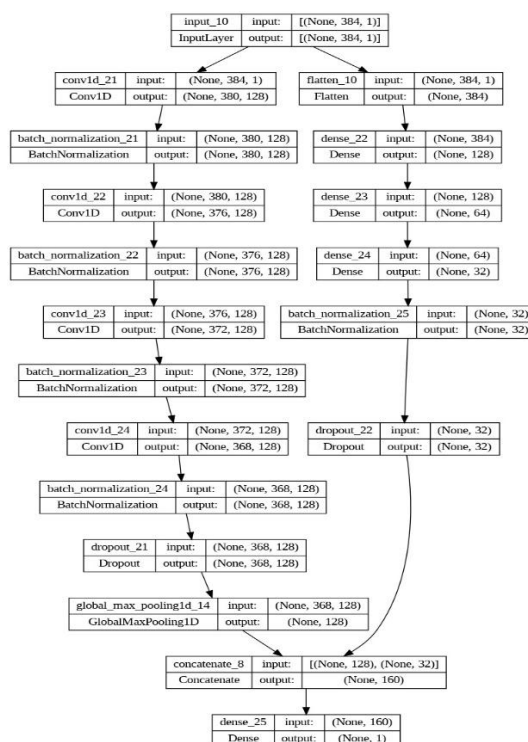 input_10 input: [(None, 384, 1)]
InputLayer output: [(None, 384, 1)]
conv1d_21 input: (None, 384, 1)
Conv1D output: (None, 380, 128)
flatten_10 input: (None, 384, 1)
Flatten output: (None, 384)
batch_normalization_21 input: (None, 380, 128)
BatchNormalization output: (None, 380, 128)
dense_22 input: (None, 384)
Dense output: (None, 128)
conv1d_22 input: (None, 380, 128)
Conv1D output: (None, 376, 128)
dense_23 input: (None, 128)
Dense output: (None, 64)
batch_normalization_22 input: (None, 376, 128)
BatchNormalization output: (None, 376, 128)
dense_24 input: (None, 64)
Dense output: (None, 32)
conv1d_23 input: (None, 376, 128)
Conv1D output: (None, 372, 128)
batch_normalization_25 input: (None, 32)
BatchNormalization output: (None, 32)
batch_normalization_23 input: (None, 372, 128)
BatchNormalization output: (None, 372, 128)
conv1d_24 input: (None, 372, 128)
Conv1D output: (None, 368, 128)
dropout_22 input: (None, 32)
Dropout output: (None, 32)
batch_normalization_24 input: (None, 368, 128)
BatchNormalization output: (None, 368, 128)
dropout_21 input: (None, 368, 128)
Dropout output: (None, 368, 128)
global_max_pooling1d_14 input: (None, 368, 128)
GlobalMaxPooling1D output: (None, 128)
concatenate_8 input: [(None, 128), (None, 32)]
Concatenate output: (None, 160)
dense_25 input: (None, 160)
Dense output: (None, 1)